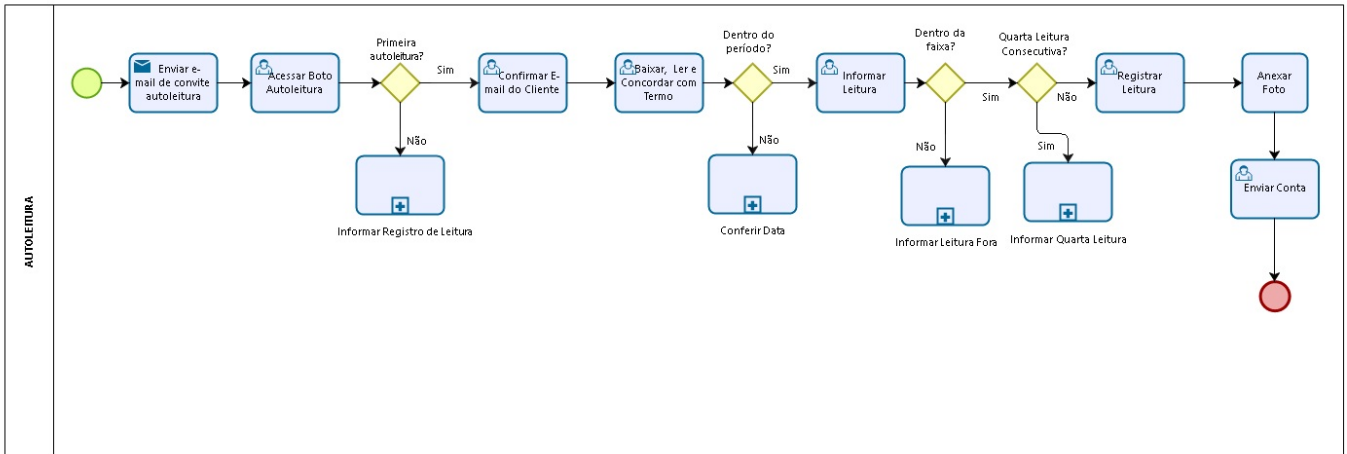 AUTOLEITURA
Enviar e-
mail de convite
autoleitura
Acessar Boto
Autoleitura
Primeira
autoleitura?
Sim
Não
Informar Registro de Leitura
Confirmar E-
mail do Cliente
Baixar, Ler e
Concordar com
Termo
Dentro do
período?
Sim
Não
Conferir Data
Informar
Leitura
Dentro da
faixa?
Sim
Não
Informar Leitura Fora
Quarta Leitura
Consecutiva?
Não
Sim
Informar Quarta Leitura
Registrar
Leitura
Anexar
Foto
Enviar Conta